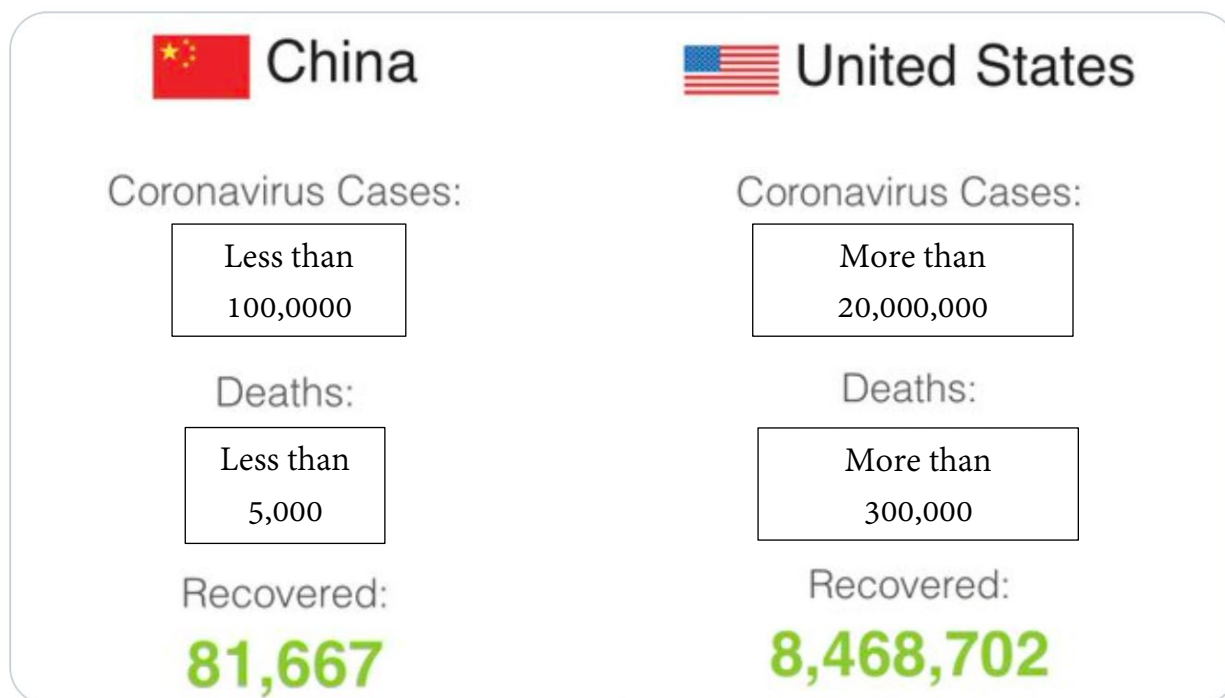 China
Coronavirus Cases:
Less than
100,0000
Deaths:
Less than
5,000
Recovered:
81,667
United States
Coronavirus Cases:
More than
20,000,000
Deaths:
More than
300,000
Recovered:
8,468,702